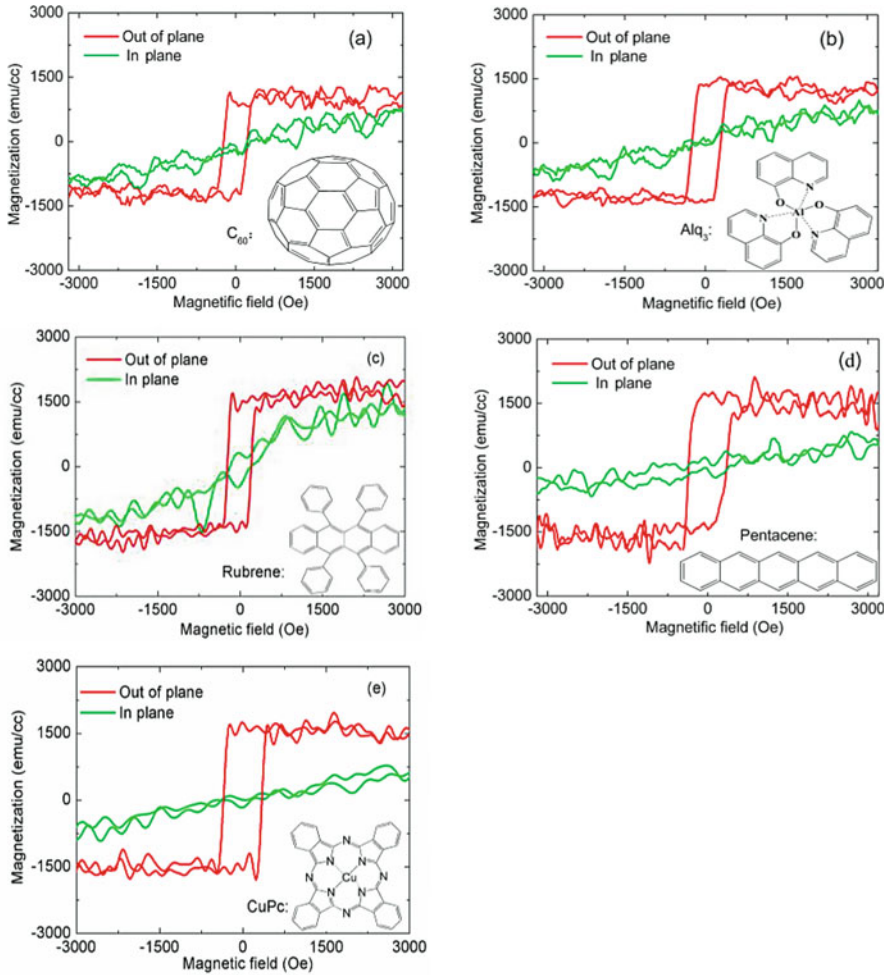 3000
1500
0
-1500
-3000
Magnetization (emu/cc)
Out of plane
In plane
(a)
C60:
-3000 -1500 0 1500 3000
Magnetific field (Oe)
3000
1500
0
-1500
-3000
Magnetization (emu/cc)
Out of plane
In plane
(b)
Alq3:
N
O Al O
N
O N
-3000 -1500 0 1500 3000
Magnetific field (Oe)
3000
1500
0
-1500
-3000
Magnetization (emu/cc)
Out of plane
In plane
(c)
Rubrene:
-3000 -1500 0 1500 3000
Magnetic field (Oe)
3000
1500
0
-1500
-3000
Magnetization (emu/cc)
Out of plane
In plane
(d)
Pentacene:
-3000 -1500 0 1500 3000
Magnetific field (Oe)
3000
1500
0
-1500
-3000
Magnetization (emu/cc)
Out of plane
In plane
(e)
CuPc:
N
N N
N Cu N
N N
N
-3000 -1500 0 1500 3000
Magnetic field (Oe)